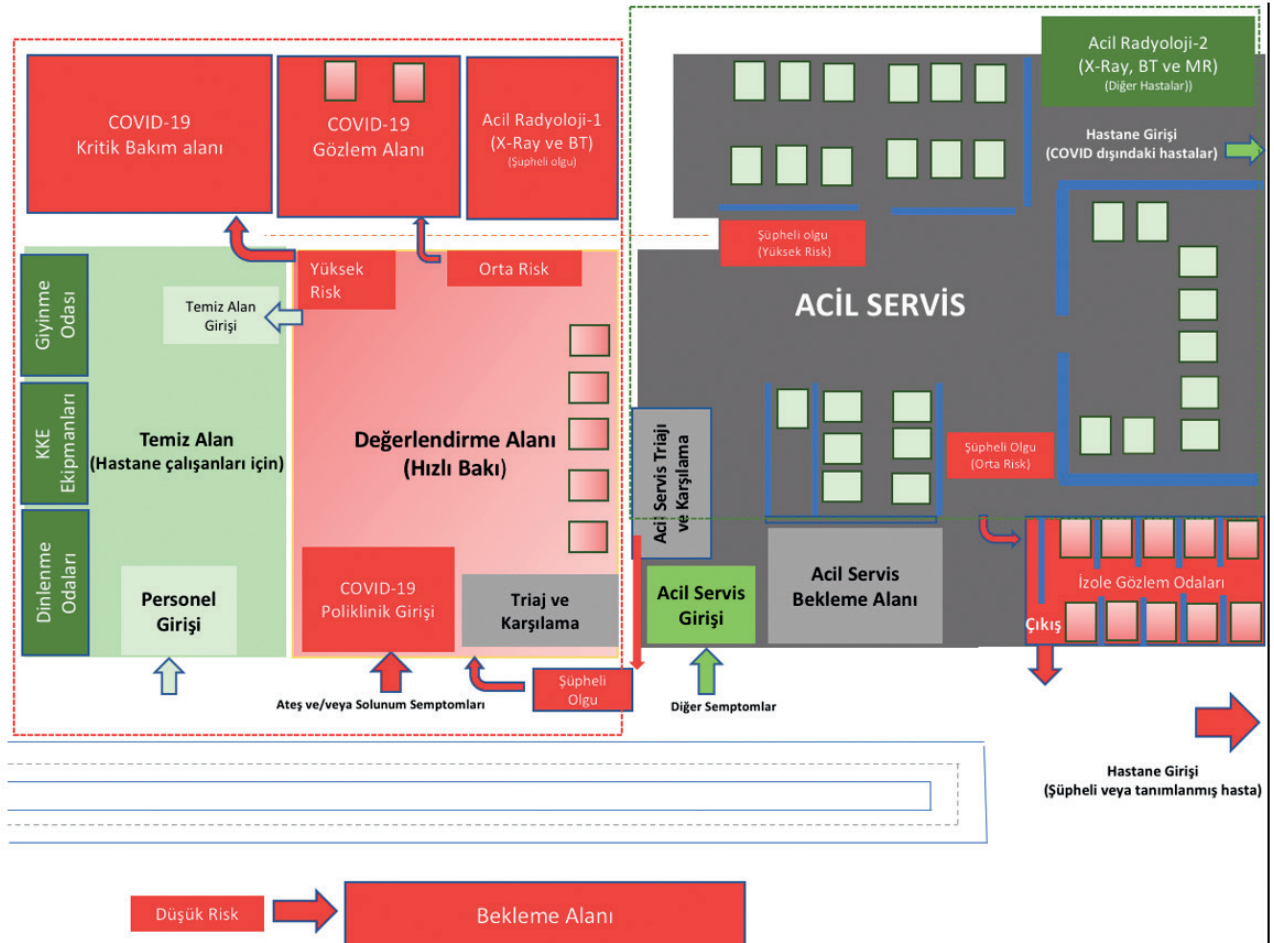 COVID-19
Kritik Bakım alanı
COVID-19
Gözlem Alanı
Acil Radyoloji-1
(X-Ray ve BT)
(Şüpheli olgu)
Acil Radyoloji-2
(X-Ray, BT ve MR)
(Diğer Hastalar))
Hastane Girişi
(COVID dışındaki hastalar)
Şüpheli olgu
(Yüksek Risk)
Yüksek
Risk
Orta Risk
Giyinme
Odası
Temiz Alan
Girişi
ACİL SERVİS
KKE
Ekipmanları
Temiz Alan
(Hastane çalışanları için)
Değerlendirme Alanı
(Hızlı Bakı)
Acil Servis Triajı
ve Karşılama
Şüpheli Olgu
(Orta Risk)
Dinlenme
Odaları
Personel
Girişi
COVID-19
Poliklinik Girişi
Triaj ve
Karşılama
Acil Servis
Girişi
Acil Servis
Bekleme Alanı
İzole Gözlem Odaları
Çıkış
Şüpheli
Olgu
Ateş ve/veya Solunum Semptomları
Diğer Semptomlar
Hastane Girişi
(Şüpheli veya tanımlanmış hasta)
Düşük Risk
Bekleme Alanı